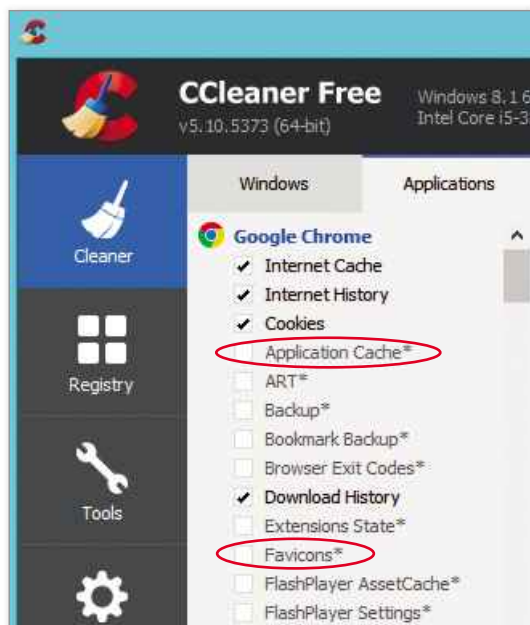 CCleaner Free
v5.10.5373 (64-bit)
Windows 8.1 6
Intel Core i5-3
Windows
Applications
Cleaner
Registry
Tools
Google Chrome
Internet Cache
Internet History
Cookies
Application Cache*
ART*
Backup*
Bookmark Backup*
Browser Exit Codes*
Download History
Extensions State*
Favicons*
FlashPlayer AssetCache*
FlashPlayer Settings*